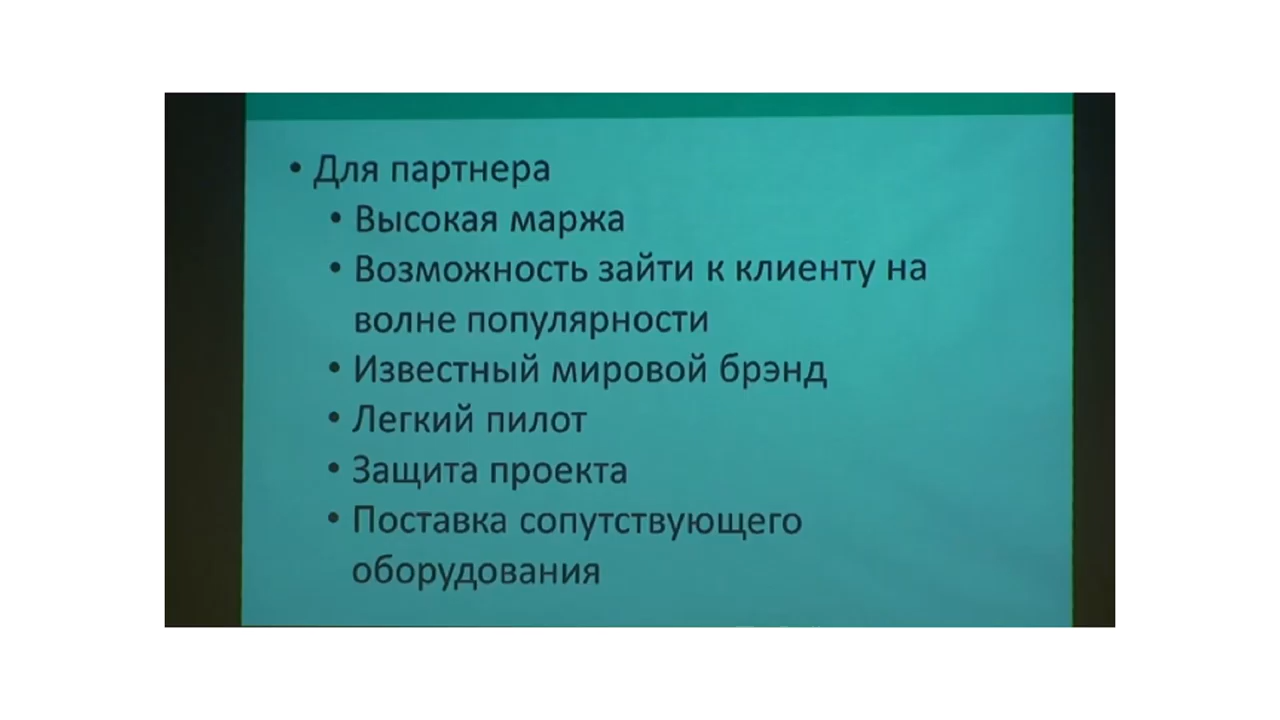 • Для партнера
• Высокая маржа
• Возможность зайти к клиенту на
волне популярности
• Известный мировой брэнд
• Легкий пилот
• Защита проекта
• Поставка сопутствующего
оборудования